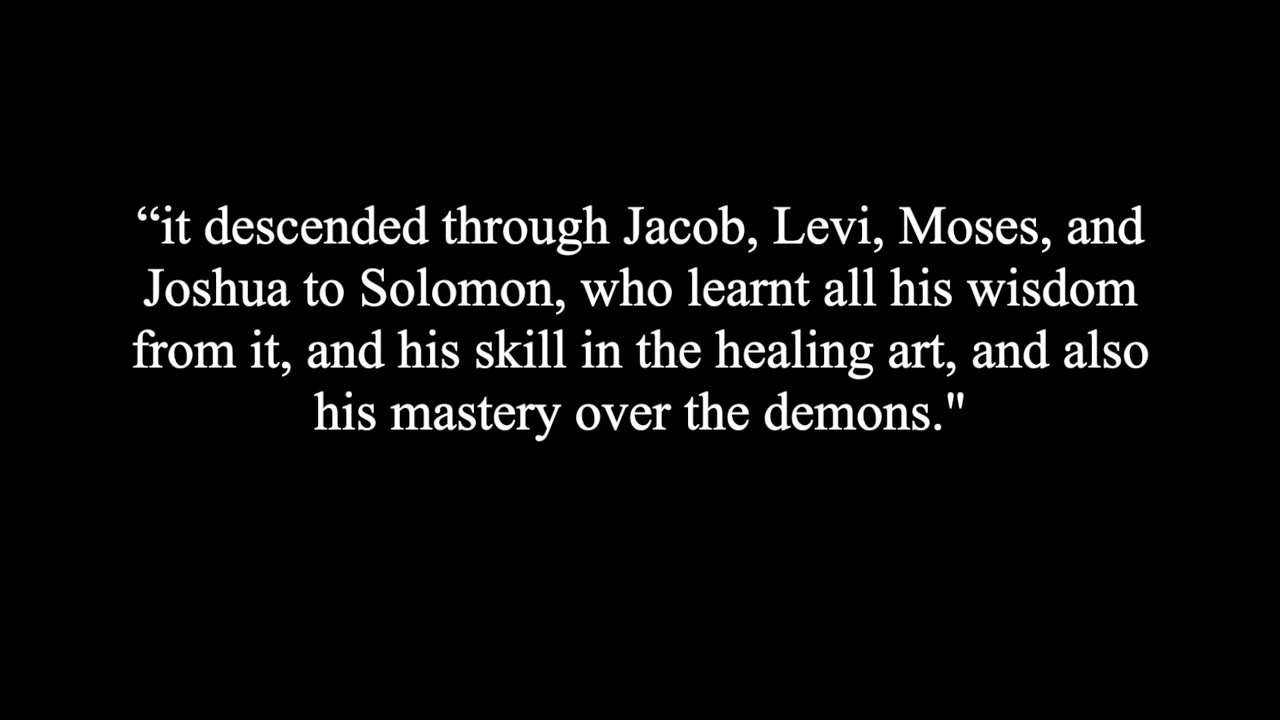 “it descended through Jacob, Levi, Moses, and
Joshua to Solomon, who learnt all his wisdom
from it, and his skill in the healing art, and also
his mastery over the demons."